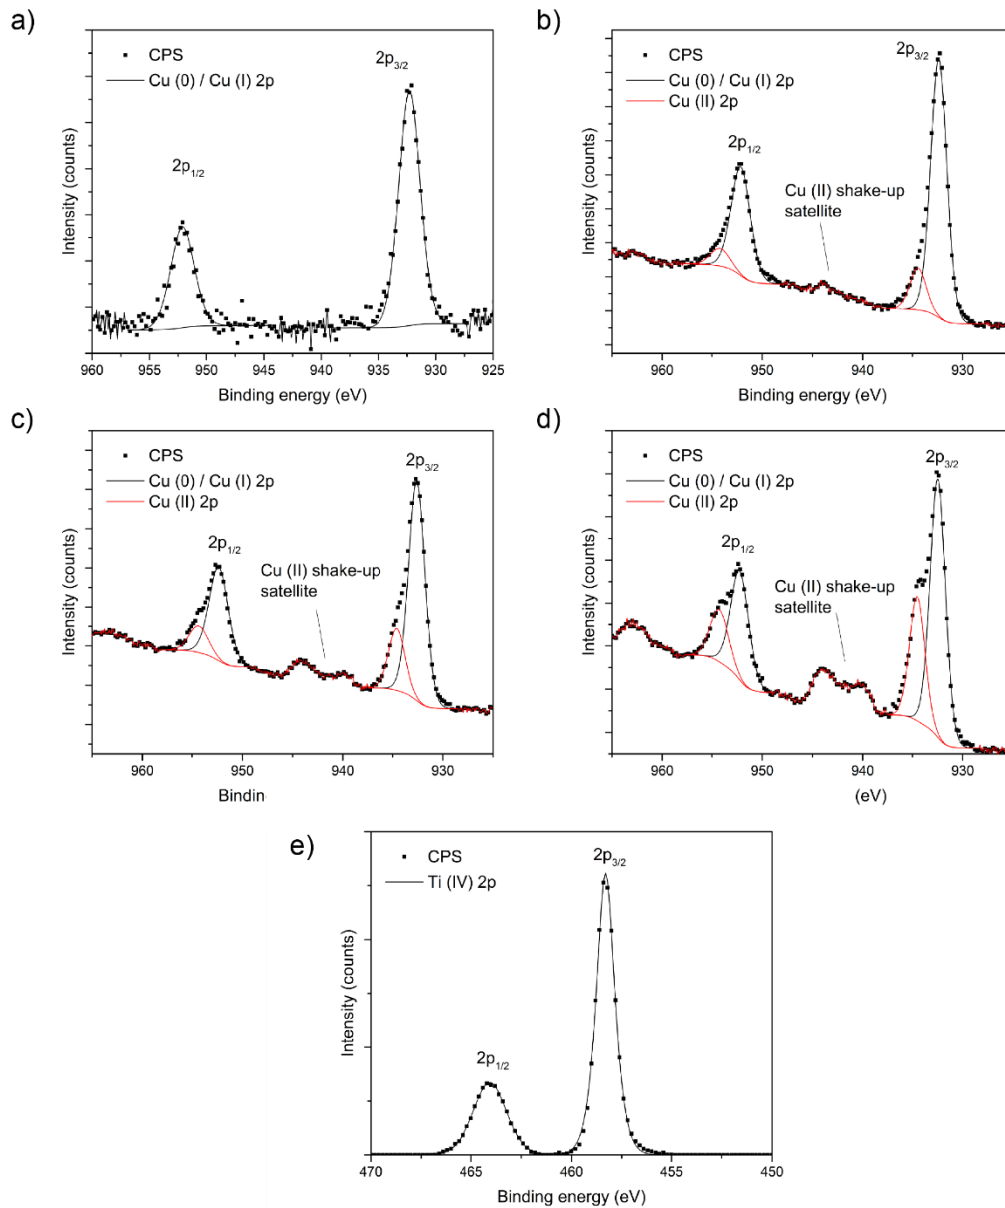 a)
CPS
Cu (0) / Cu (I) 2p
2p3/2
2p1/2
Intensity (counts)
960 955 950 945 940 935 930 925
Binding energy (eV)
b)
CPS
Cu (0) / Cu (I) 2p
Cu (II) 2p
2p3/2
2p1/2
Cu (II) shake-up
satellite
Intensity (counts)
960 950 940 930
Binding energy (eV)
c)
CPS
Cu (0) / Cu (I) 2p
Cu (II) 2p
2p3/2
2p1/2
Cu (II) shake-up
satellite
Intensity (counts)
960 950 940 930
Bindin
d)
CPS
Cu (0) / Cu (I) 2p
Cu (II) 2p
2p3/2
2p1/2
Cu (II) shake-up
satellite
Intensity (counts)
960 950 940 930
(eV)
e)
CPS
Ti (IV) 2p
2p3/2
2p1/2
Intensity (counts)
470 465 460 455 450
Binding energy (eV)